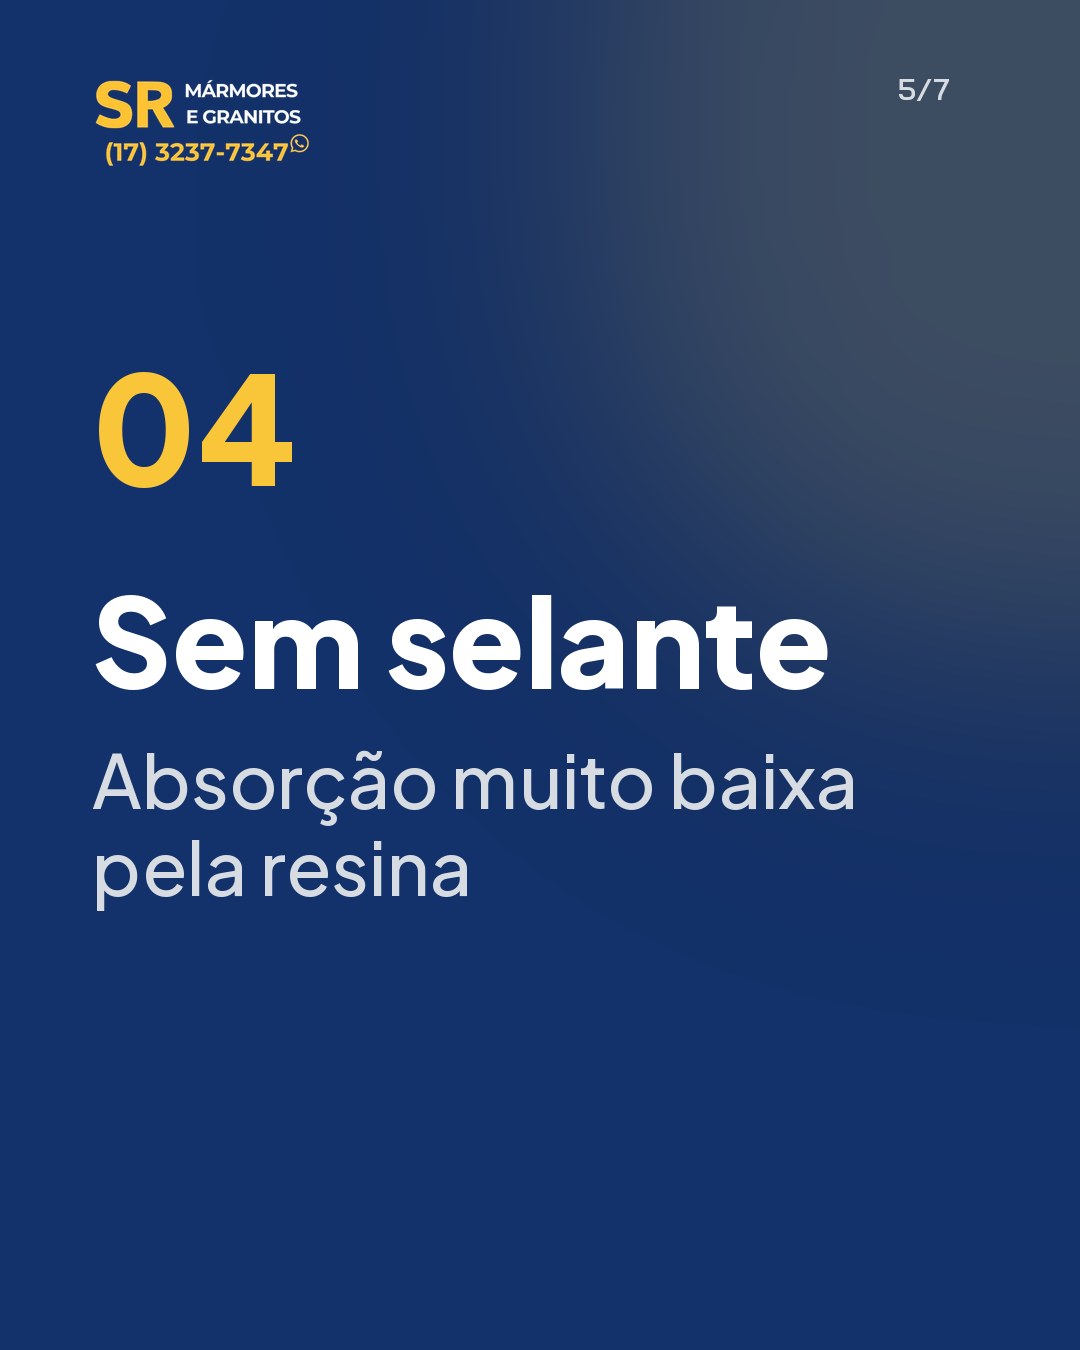 SR MÁRMORES
E GRANITOS
(17) 3237-7347
5/7
04
Sem selante
Absorção muito baixa
pela resina